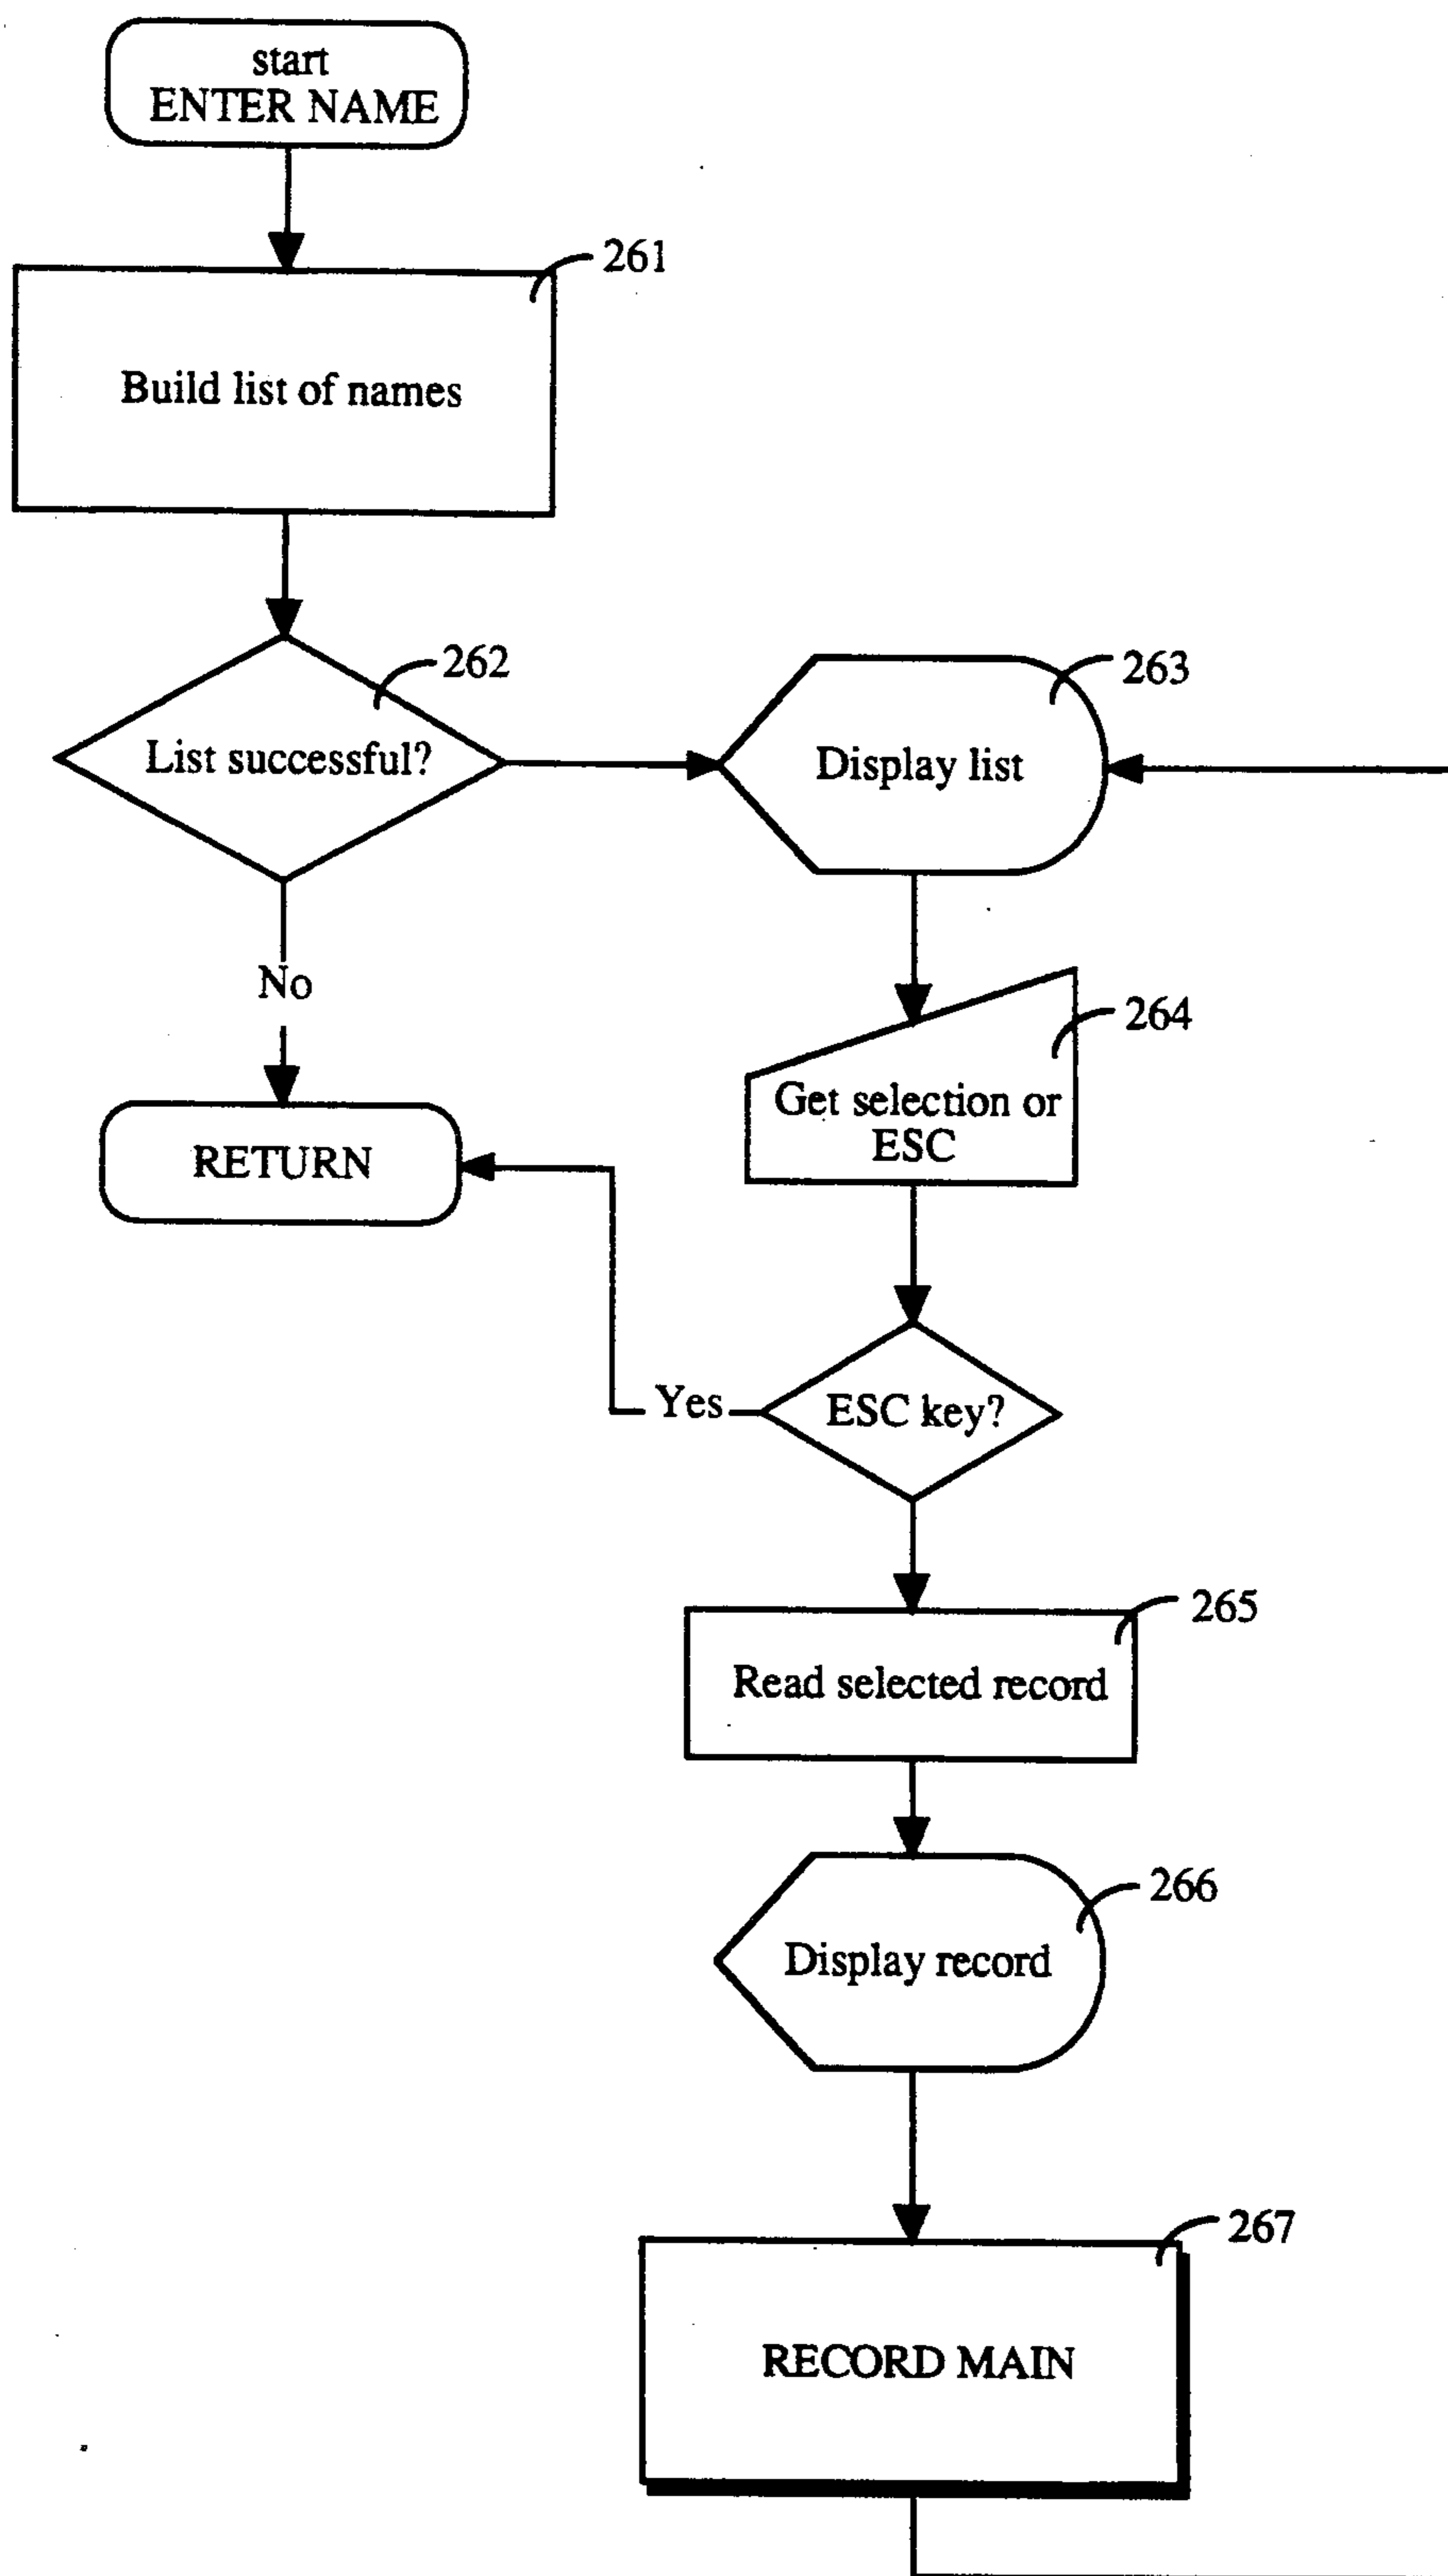 start
ENTER NAME
261
Build list of names
262
List successful?
263
Display list
No
264
Get selection or
ESC
RETURN
Yes
ESC key?
265
Read selected record
266
Display record
267
RECORD MAIN